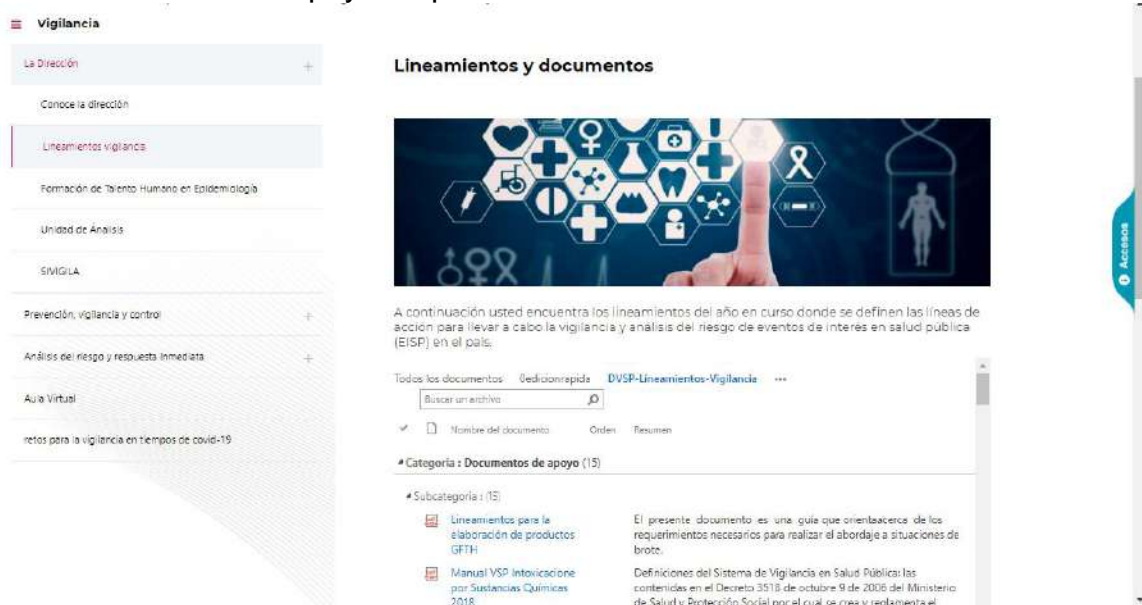 Vigilancia
La Dirección
Conoce la dirección
Lineamientos vigilancia
Formación de Talento Humano en Epidemiología
Unidad de Análisis
SIVIGILA
Prevención, vigilancia y control
Análisis del riesgo y respuesta inmediata
Aula Virtual
retos para la vigilancia en tiempos de covid-19
Lineamientos y documentos
A continuación usted encuentra los lineamientos del año en curso donde se definen las líneas de
acción para llevar a cabo la vigilancia y análisis del riesgo de eventos de interés en salud pública
(EISP) en el país.
Todos los documentos 0edicionrapida DVSP-Lineamientos-Vigilancia ...
Buscar un archivo
Nombre del documento Orden Resumen
Categoria : Documentos de apoyo (15)
Subcategoria : (15)
Lineamientos para la
elaboración de productos
GFTH
El presente documento es una guía que orientaacerca de los
requerimientos necesarios para realizar el abordaje a situaciones de
brote.
Manual VSP Intoxicacione
por Sustancias Quimicas
2018
Definiciones del Sistema de Vigilancia en Salud Pública: las
contenidas en el Decreto 3518 de octubre 9 de 2006 del Ministerio
de Salud y Protección Social por el cual se crea y reglamenta el
Accesos